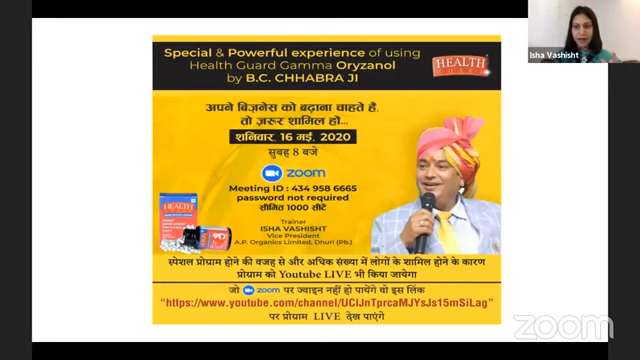 Special & Powerful experience of using
Health Guard Gamma Oryzanol
by B.C. CHHABRA JI
HEALTH
GUARD
Isha Vashisht
अपने बिज़नेस को बढ़ाना चाहते हैं,
तो ज़रूर शामिल हो...
शनिवार, 16 मई, 2020
सुबह 8 बजे
zoom
Meeting ID : 434 958 6665
password not required
सीमित 1000 सीटे
Trainer
ISHA VASHISHT
Vice President
A.P. Organics Limited, Dhuri (Pb.)
HEALTH
स्पेशल प्रोग्राम होने की वजह से और अधिक संख्या में लोगों के शामिल होने के कारण
प्रोग्राम को Youtube LIVE भी किया जायेगा
जो zoom पर ज्वाइन नहीं हो पायेंगे वो इस लिंक
"https://www.youtube.com/channel/UCIJnTprcaMJYsJs15mSiLag"
पर प्रोग्राम LIVE देख पाएंगे
zoom